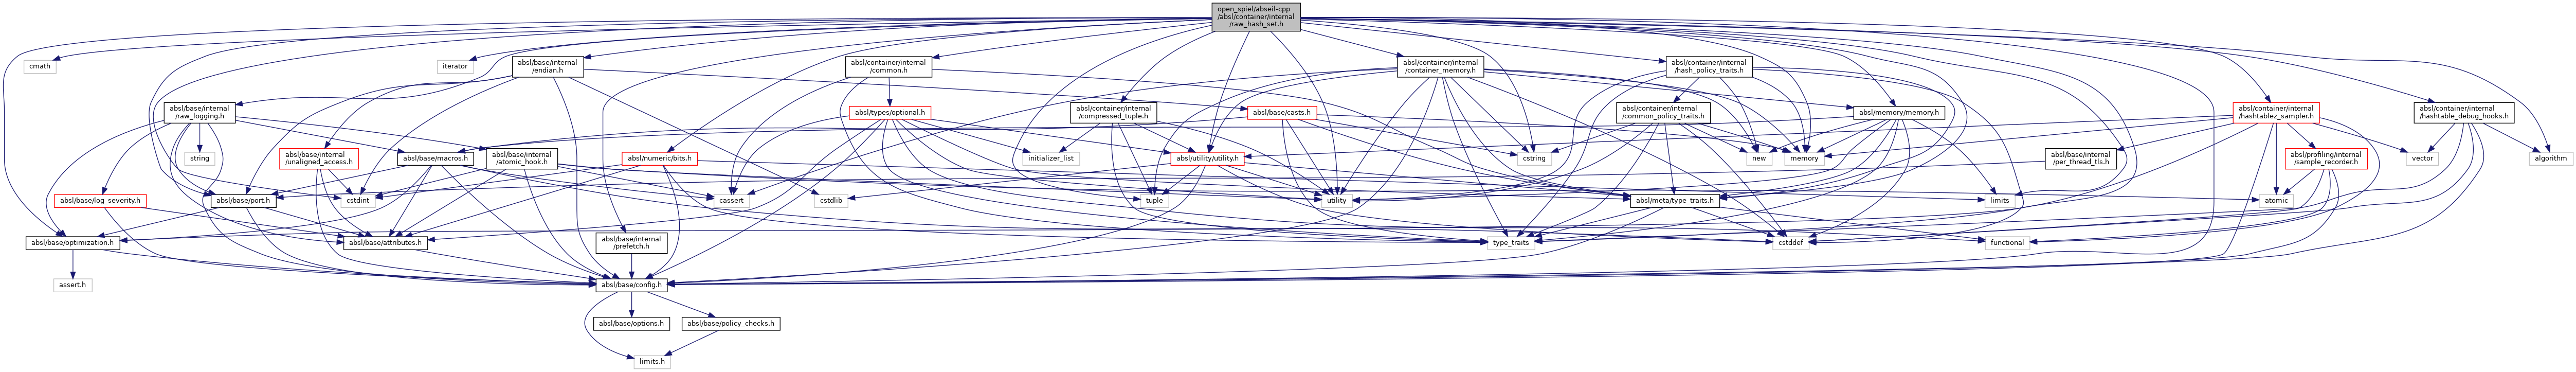 open_spiel/abseil-cpp
/absl/container/internal
/raw_hash_set.h
cmath
iterator
absl/base/internal
/endian.h
absl/container/internal
/common.h
absl/container/internal
/container_memory.h
absl/container/internal
/hash_policy_traits.h
absl/base/internal
/raw_logging.h
absl/types/optional.h
absl/container/internal
/compressed_tuple.h
absl/base/casts.h
absl/container/internal
/common_policy_traits.h
absl/memory/memory.h
absl/container/internal
/hashtablez_sampler.h
absl/container/internal
/hashtable_debug_hooks.h
string
absl/base/internal
/unaligned_access.h
absl/base/macros.h
absl/base/internal
/atomic_hook.h
absl/numeric/bits.h
initializer_list
absl/utility/utility.h
cstring
new
memory
absl/base/internal
/per_thread_tls.h
absl/profiling/internal
/sample_recorder.h
vector
algorithm
absl/base/log_severity.h
absl/base/port.h
cstdint
cassert
cstdlib
tuple
utility
absl/meta/type_traits.h
limits
atomic
absl/base/optimization.h
absl/base/attributes.h
absl/base/internal
/prefetch.h
type_traits
cstddef
functional
assert.h
absl/base/config.h
absl/base/options.h
absl/base/policy_checks.h
limits.h